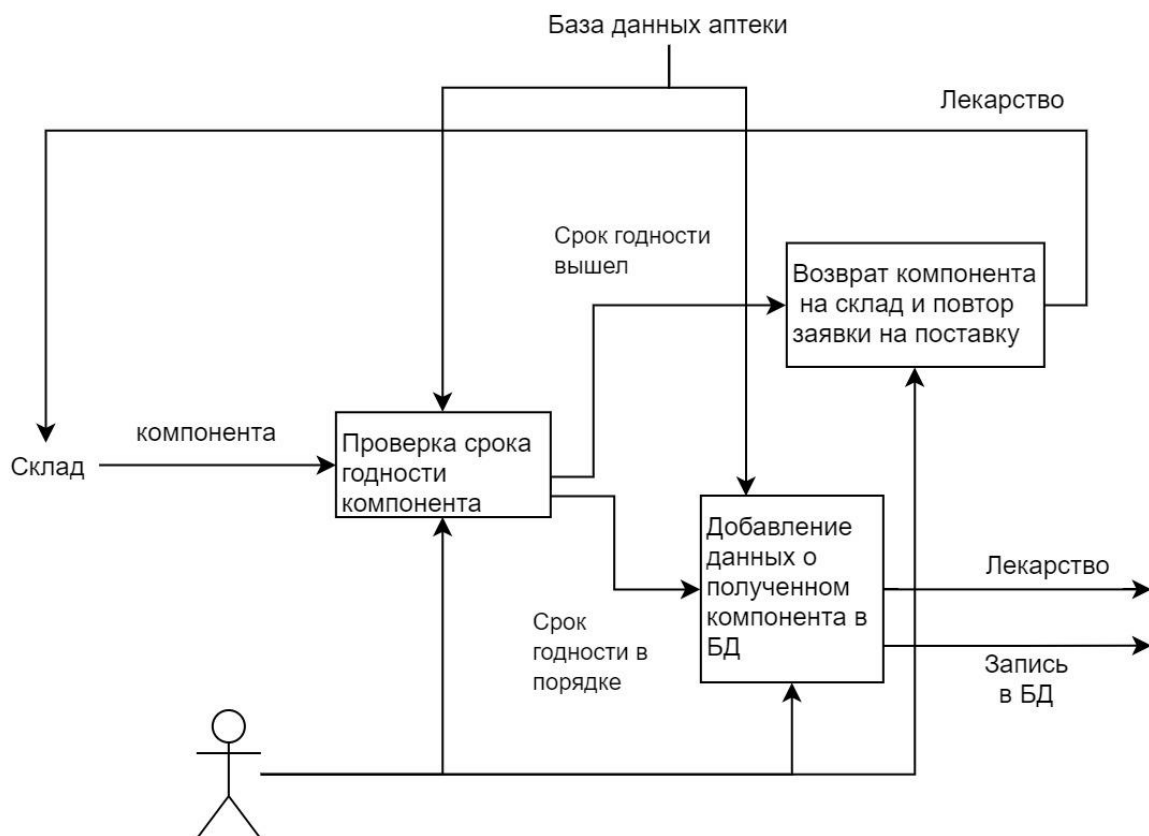 База данных аптеки
Лекарство
Срок годности
вышел
Возврат компонента
на склад и повтор
заявки на поставку
компонента
Склад
Проверка срока
годности
компонента
Добавление
данных о
полученном
компонента в
БД
Лекарство
Срок
годности в
порядке
Запись
в БД